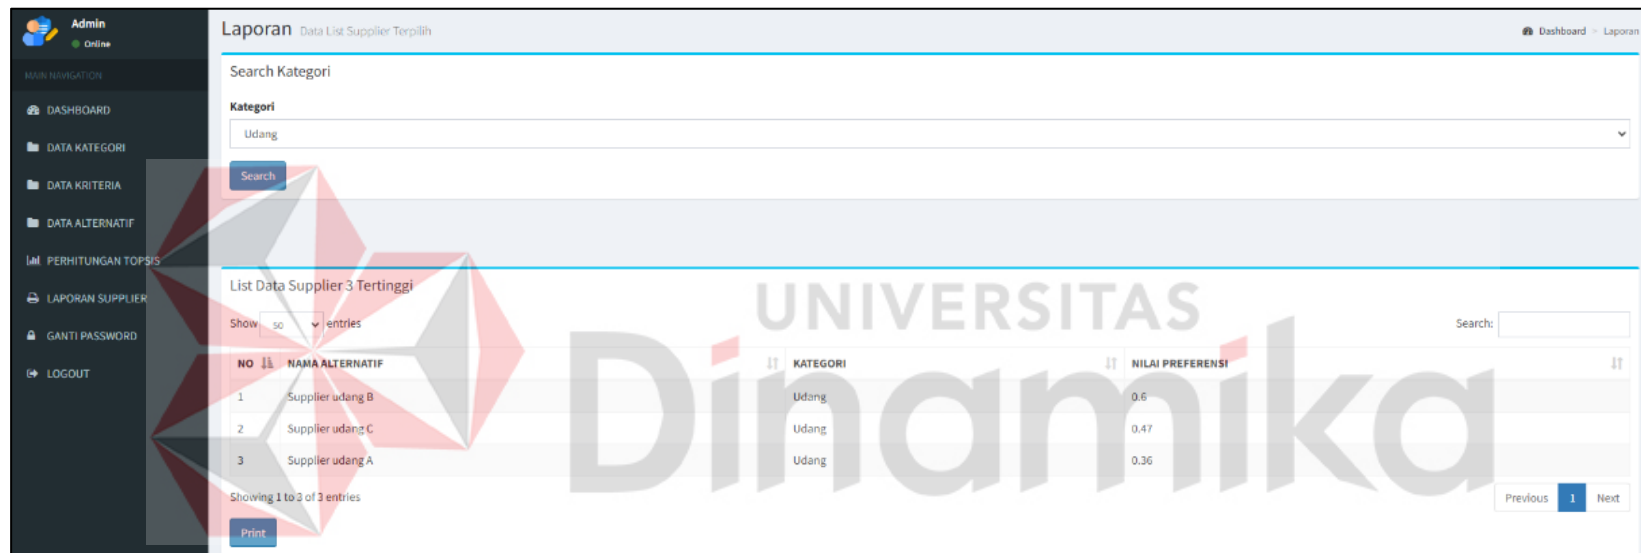 Admin
Online
MAIN NAVIGATION
DASHBOARD
DATA KATEGORI
DATA KRITERIA
DATA ALTERNATIF
PERHITUNGAN TOPSIS
LAPORAN SUPPLIER
GANTI PASSWORD
LOGOUT
Laporan Data List Supplier Terpilih
Dashboard > Laporan
Search Kategori
Kategori
Udang
Search
List Data Supplier 3 Tertinggi
Show 50 entries
Search:
NO NAMA ALTERNATIF KATEGORI NILAI PREFERENSI
1 Supplier udang B Udang 0.6
2 Supplier udang C Udang 0.47
3 Supplier udang A Udang 0.36
Showing 1 to 3 of 3 entries
Previous 1 Next
Print
UNIVERSITAS
Dinamika